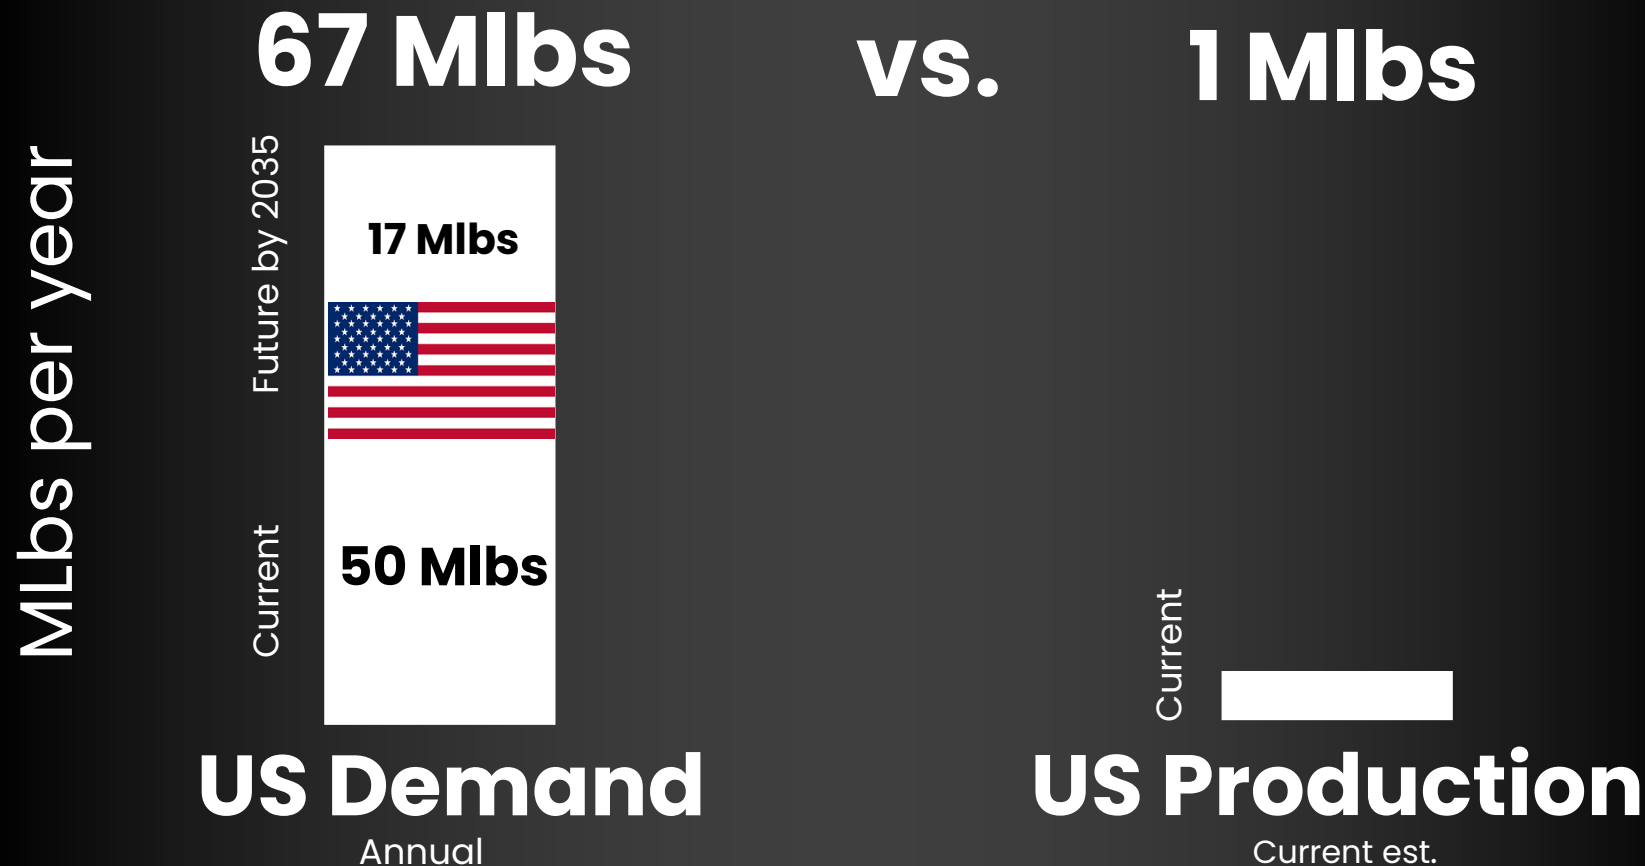 67 Mlbs
vs.
1 Mlbs
MLbs per year
Future by 2035
17 Mlbs
Current
50 Mlbs
Current
US Demand
Annual
US Production
Current est.